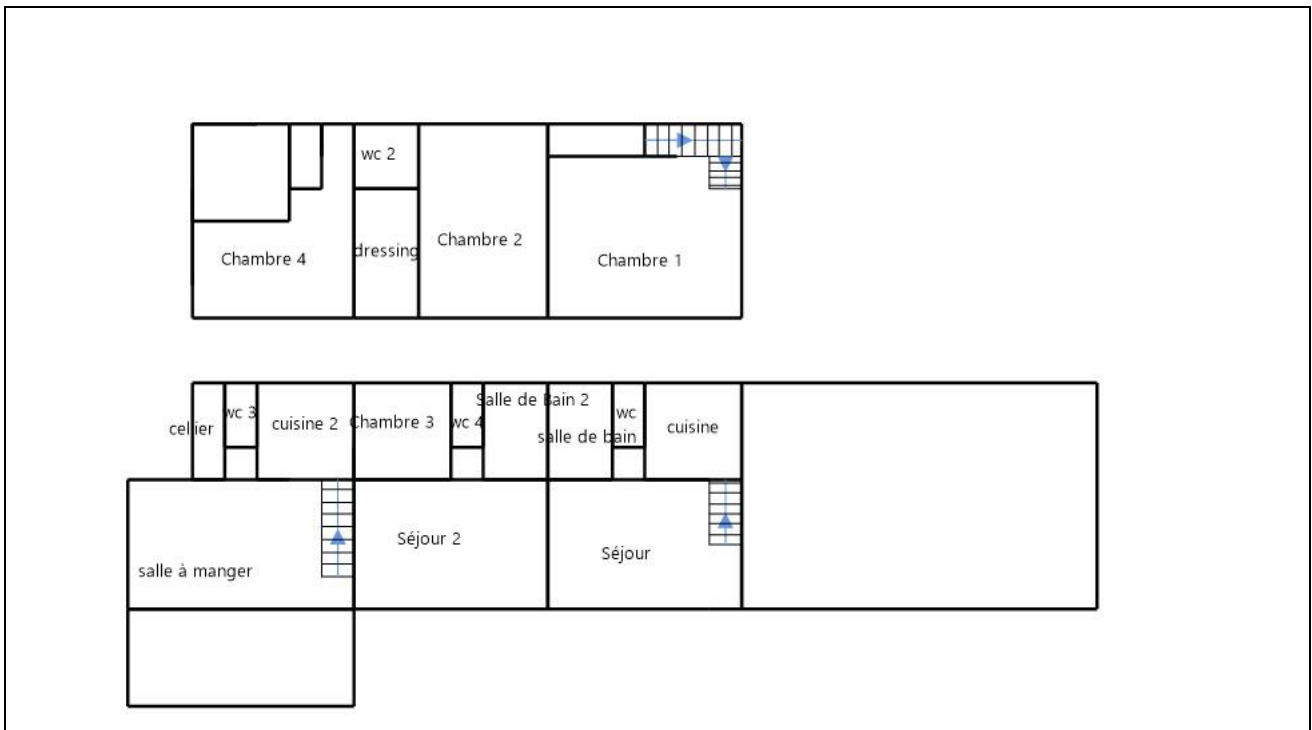 wc 2
Chambre 4
dressing
Chambre 2
Chambre 1
cellier
wc 3
cuisine 2
Chambre 3
wc 4
Salle de Bain 2
salle de bain
wc
cuisine
salle à manger
Séjour 2
Séjour